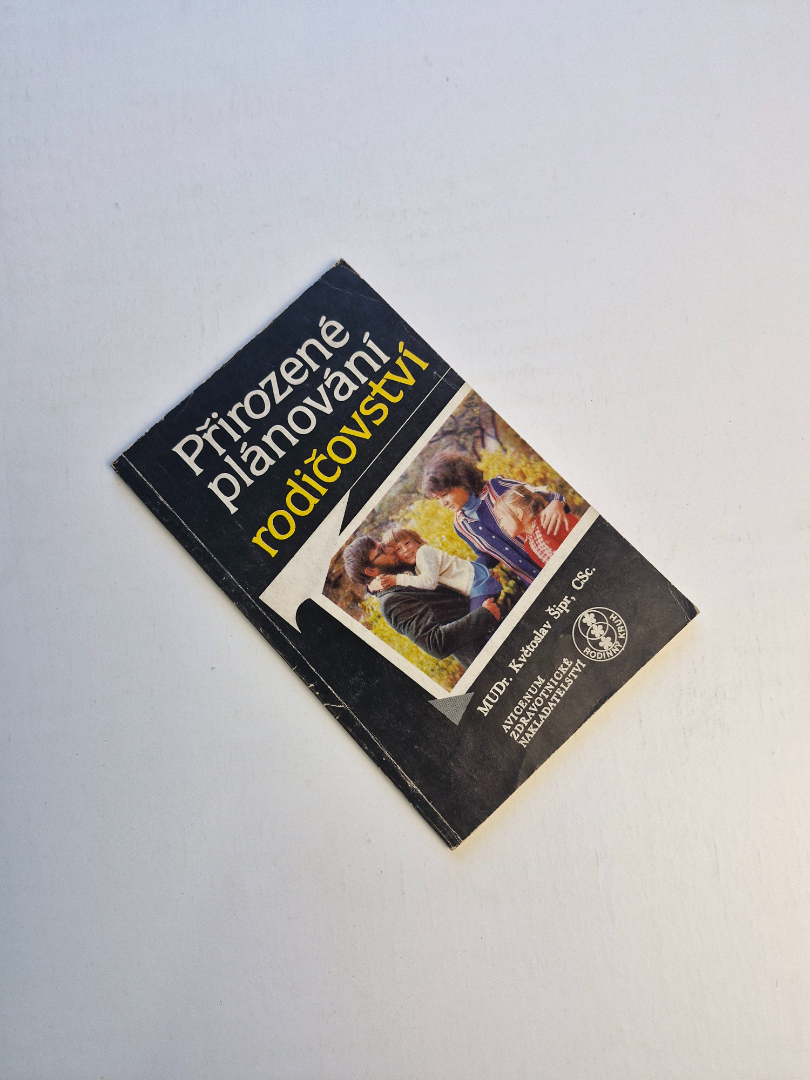 Přirozené
plánování
rodičovství
MUDr. Květoslav Šipr, CSc.
AVICENUM
ZDRAVOTNICKÉ
NAKLADATELSTVÍ
RODINNÝ KRUH